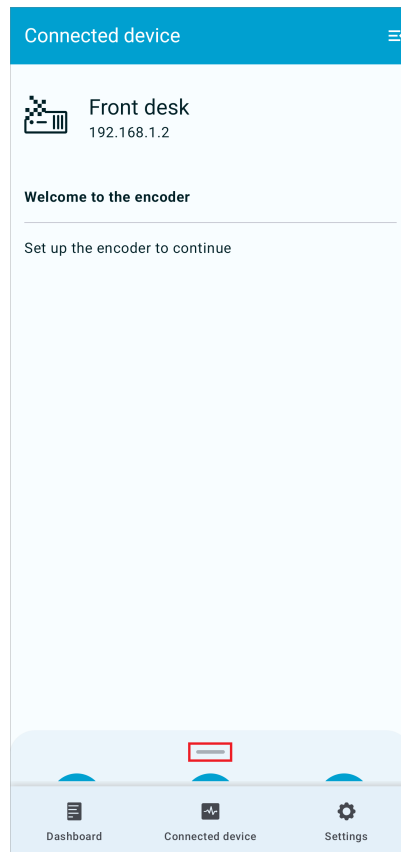 Connected device
Front desk
192.168.1.2
Welcome to the encoder
Set up the encoder to continue
Dashboard
Connected device
Settings